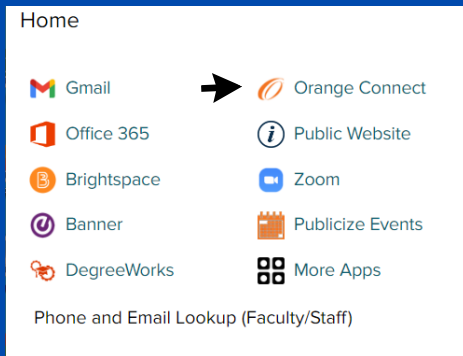 Home
Gmail
Orange Connect
Office 365
Public Website
Brightspace
Zoom
Banner
Publicize Events
DegreeWorks
More Apps
Phone and Email Lookup (Faculty/Staff)